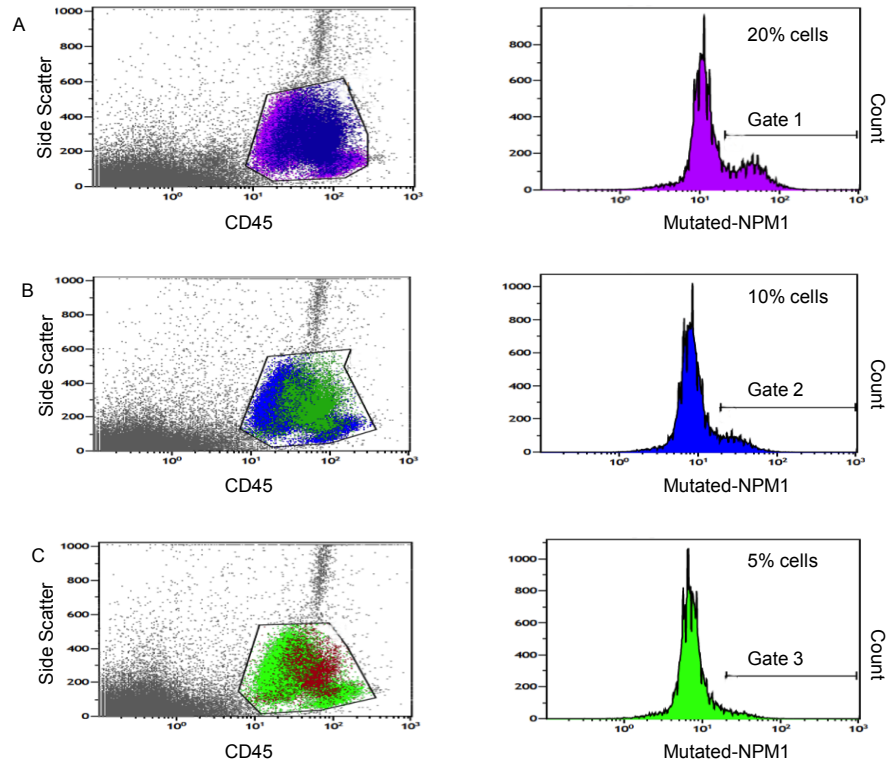 A
Side Scatter
1000
800
600
400
200
0
10⁰ 10¹ 10² 10³
CD45
20% cells
Gate 1
800
600
400
200
0
10⁰ 10¹ 10² 10³
Mutated-NPM1
Count
B
Side Scatter
1000
800
600
400
200
0
10⁰ 10¹ 10² 10³
CD45
10% cells
Gate 2
1000
800
600
400
200
0
10⁰ 10¹ 10² 10³
Mutated-NPM1
Count
C
Side Scatter
1000
800
600
400
200
0
10⁰ 10¹ 10² 10³
CD45
5% cells
Gate 3
1000
800
600
400
200
0
10⁰ 10¹ 10² 10³
Mutated-NPM1
Count